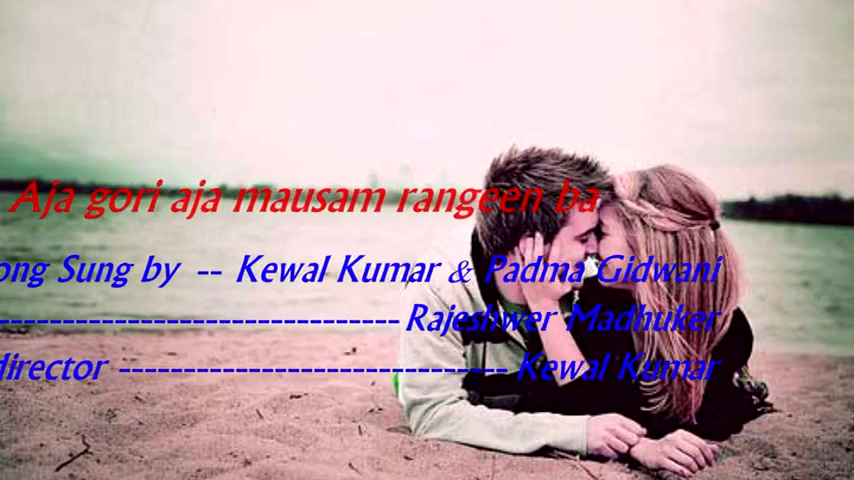 Aja gori aja mausam rangeen ba
ong Sung by -- Kewal Kumar & Padma Gidwani
------------------------------- Rajeshwer Madhuker
director ------------------------------ Kewal Kumar